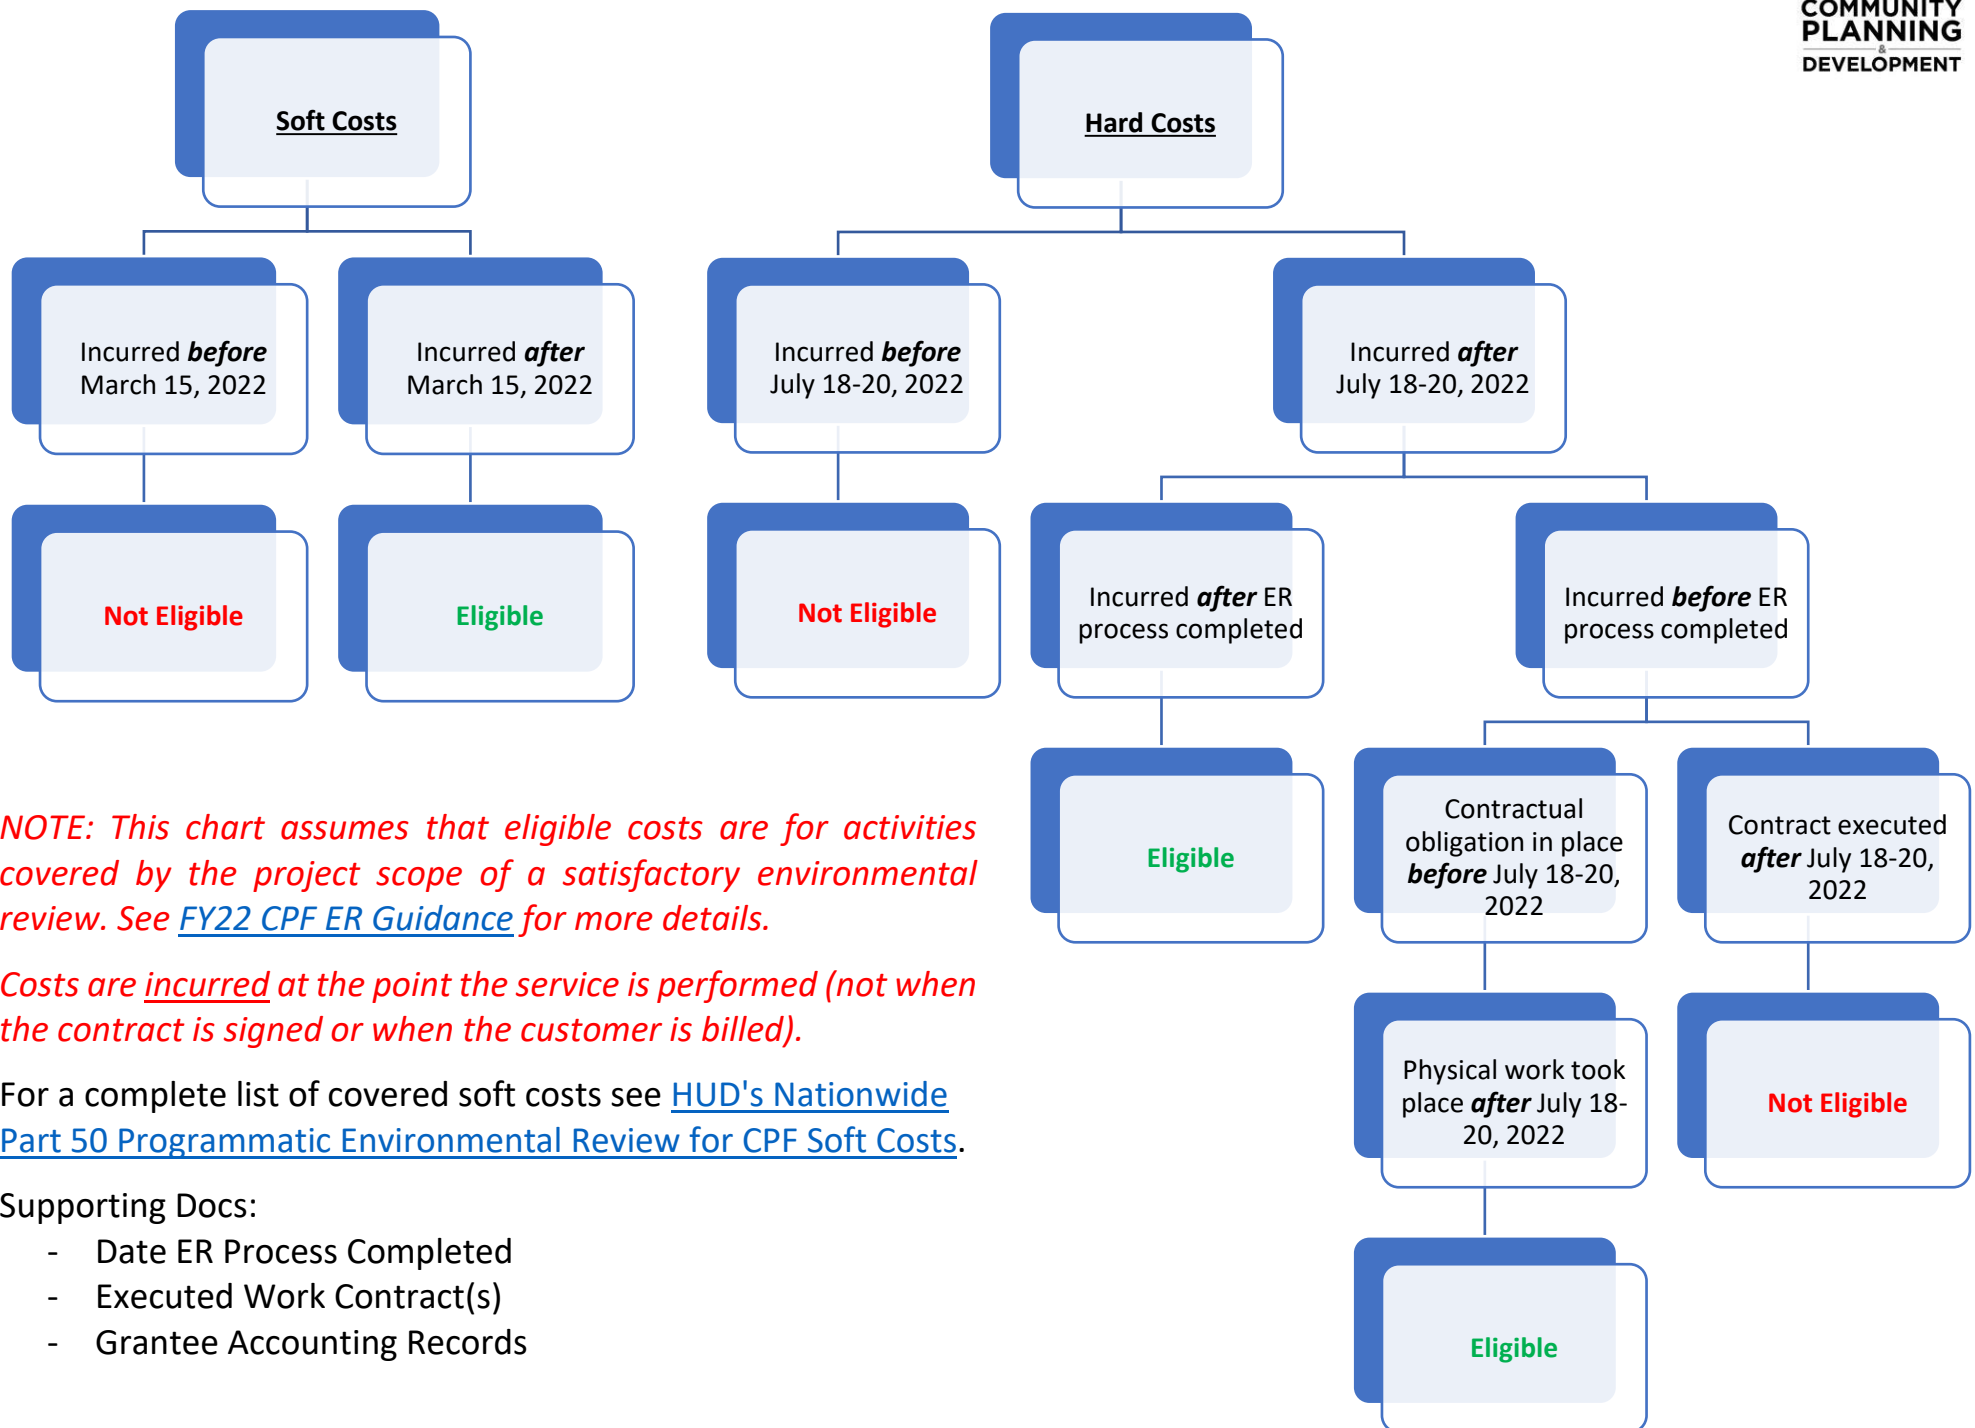 COMMUNITY
PLANNING
&
DEVELOPMENT
Soft Costs
Hard Costs
Incurred before
March 15, 2022
Incurred after
March 15, 2022
Incurred before
July 18-20, 2022
Incurred after
July 18-20, 2022
Not Eligible
Eligible
Not Eligible
Incurred after ER
process completed
Incurred before ER
process completed
Eligible
Contractual
obligation in place
before July 18-20,
2022
Contract executed
after July 18-20,
2022
Physical work took
place after July 18-
20, 2022
Not Eligible
Eligible
NOTE: This chart assumes that eligible costs are for activities
covered by the project scope of a satisfactory environmental
review. See FY22 CPF ER Guidance for more details.
Costs are incurred at the point the service is performed (not when
the contract is signed or when the customer is billed).
For a complete list of covered soft costs see HUD's Nationwide
Part 50 Programmatic Environmental Review for CPF Soft Costs.
Supporting Docs:
- Date ER Process Completed
- Executed Work Contract(s)
- Grantee Accounting Records